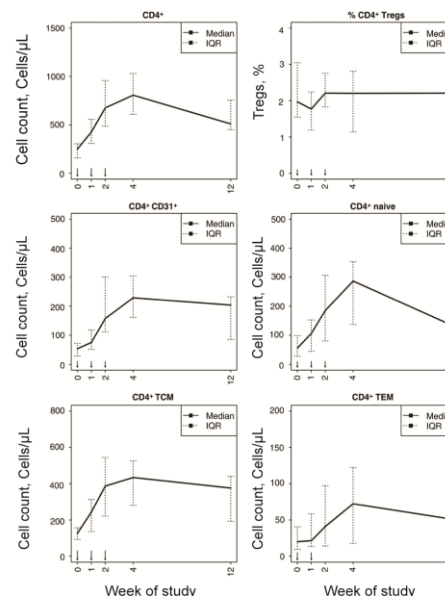 CD4⁺
Cell count, Cells/μL
1500
1000
500
0
Median
IQR
0 1 2 4 12
% CD4⁺ Tregs
Tregs, %
4
3
2
1
0
Median
IQR
0 1 2 4
CD4⁺ CD31⁺
Cell count, Cells/μL
500
400
300
200
100
0
Median
IQR
0 1 2 4 12
CD4⁺ naive
Cell count, Cells/μL
500
400
300
200
100
0
Median
IQR
0 1 2 4
CD4⁺ TCM
Cell count, Cells/μL
600
400
200
0
Median
IQR
0 1 2 4 12
Week of study
CD4⁺ TEM
Cell count, Cells/μL
200
150
100
50
0
Median
IQR
0 1 2 4
Week of study